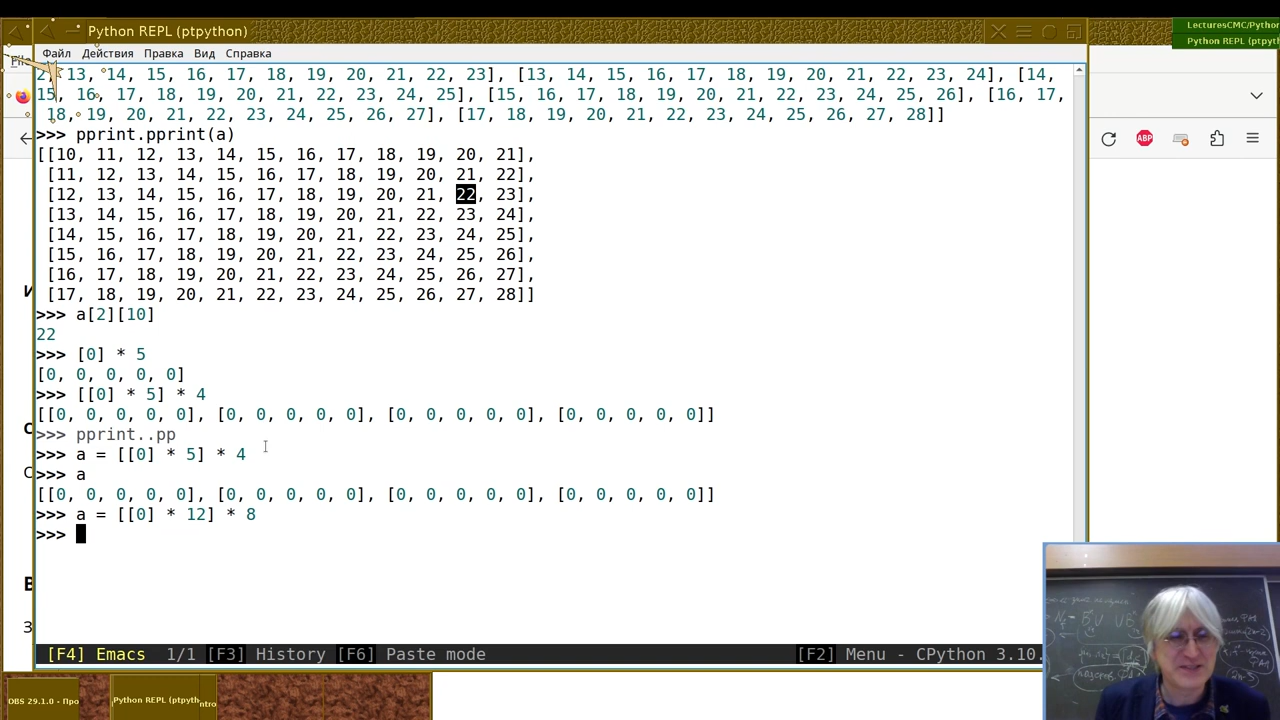 Python REPL (ptpython)
LecturesCMC/Python
Python REPL (ptpyth
Файл Действия Правка Вид Справка
13, 14, 15, 16, 17, 18, 19, 20, 21, 22, 23], [13, 14, 15, 16, 17, 18, 19, 20, 21, 22, 23, 24], [14,
15, 16, 17, 18, 19, 20, 21, 22, 23, 24, 25], [15, 16, 17, 18, 19, 20, 21, 22, 23, 24, 25, 26], [16, 17,
18, 19, 20, 21, 22, 23, 24, 25, 26, 27], [17, 18, 19, 20, 21, 22, 23, 24, 25, 26, 27, 28]]
>>> pprint.pprint(a)
[[10, 11, 12, 13, 14, 15, 16, 17, 18, 19, 20, 21],
[11, 12, 13, 14, 15, 16, 17, 18, 19, 20, 21, 22],
[12, 13, 14, 15, 16, 17, 18, 19, 20, 21, 22, 23],
[13, 14, 15, 16, 17, 18, 19, 20, 21, 22, 23, 24],
[14, 15, 16, 17, 18, 19, 20, 21, 22, 23, 24, 25],
[15, 16, 17, 18, 19, 20, 21, 22, 23, 24, 25, 26],
[16, 17, 18, 19, 20, 21, 22, 23, 24, 25, 26, 27],
[17, 18, 19, 20, 21, 22, 23, 24, 25, 26, 27, 28]]
>>> a[2][10]
22
>>> [0] * 5
[0, 0, 0, 0, 0]
>>> [[0] * 5] * 4
[[0, 0, 0, 0, 0], [0, 0, 0, 0, 0], [0, 0, 0, 0, 0], [0, 0, 0, 0, 0]]
>>> pprint..pp
>>> a = [[0] * 5] * 4
>>> a
[[0, 0, 0, 0, 0], [0, 0, 0, 0, 0], [0, 0, 0, 0, 0], [0, 0, 0, 0, 0]]
>>> a = [[0] * 12] * 8
>>>
[F4] Emacs 1/1 [F3] History [F6] Paste mode [F2] Menu - CPython 3.10.
DBS 29.1.0 - Про
Python REPL (ptpyth
ntro
ABP